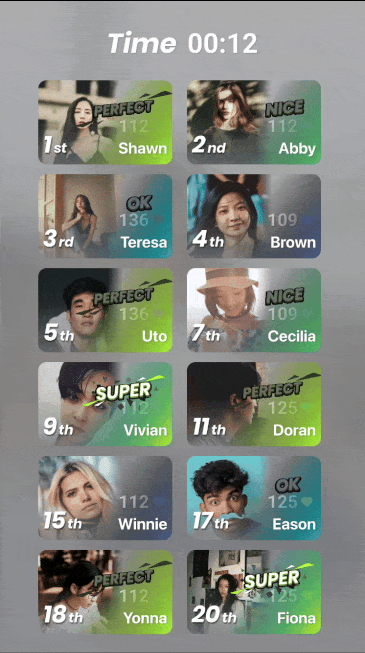 Time 00:12
PERFECT
112
1st
Shawn
NICE
112
2nd
Abby
OK
136
3rd
Teresa
109
4th
Brown
PERFECT
136
5th
Uto
NICE
109
7th
Cecilia
SUPER
112
9th
Vivian
PERFECT
125
11th
Doran
112
15th
Winnie
OK
125
17th
Eason
PERFECT
112
18th
Yonna
SUPER
125
20th
Fiona